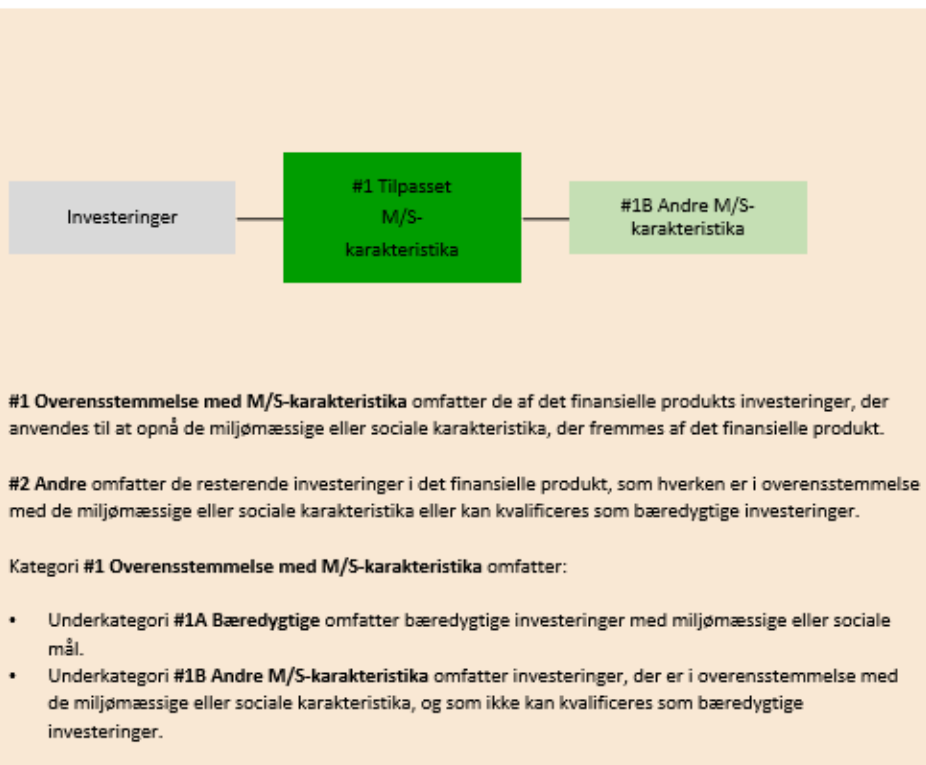 Investeringer
#1 Tilpasset
M/S-
karakteristika
#1B Andre M/S-
karakteristika
#1 Overensstemmelse med M/S-karakteristika omfatter de af det finansielle produkts investeringer, der
anvendes til at opnå de miljømæssige eller sociale karakteristika, der fremmes af det finansielle produkt.
#2 Andre omfatter de resterende investeringer i det finansielle produkt, som hverken er i overensstemmelse
med de miljømæssige eller sociale karakteristika eller kan kvalificeres som bæredygtige investeringer.
Kategori #1 Overensstemmelse med M/S-karakteristika omfatter:
• Underkategori #1A Bæredygtige omfatter bæredygtige investeringer med miljømæssige eller sociale
mål.
• Underkategori #1B Andre M/S-karakteristika omfatter investeringer, der er i overensstemmelse med
de miljømæssige eller sociale karakteristika, og som ikke kan kvalificeres som bæredygtige
investeringer.